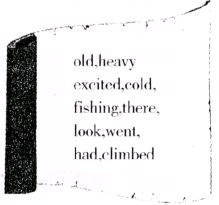 old,heavy
excited,cold,
fishing,there,
look,went,
had,climbed